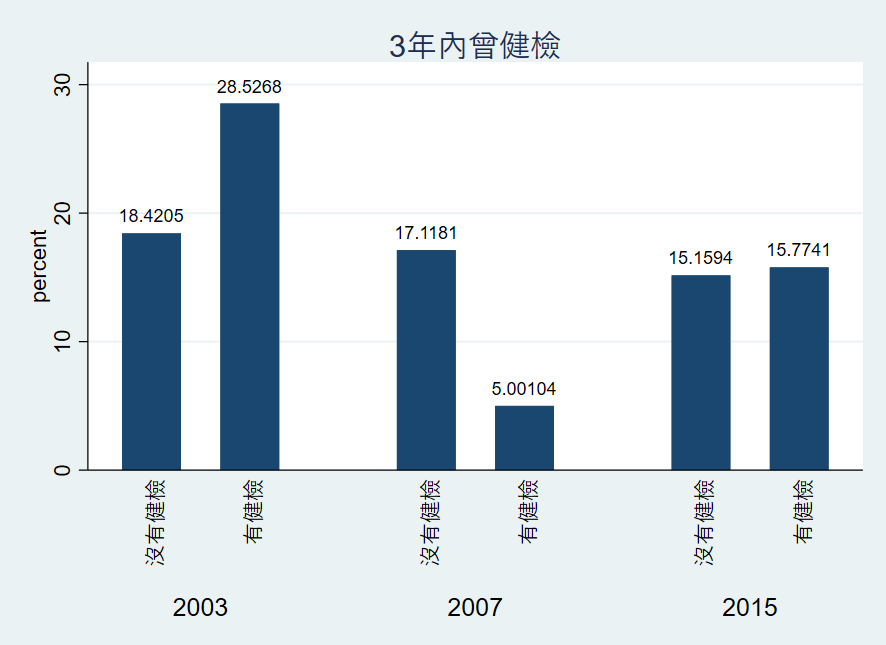 3年內曾健檢
percent
30
20
10
0
18.4205
28.5268
17.1181
5.00104
15.1594
15.7741
沒有健檢
有健檢
沒有健檢
有健檢
沒有健檢
有健檢
2003
2007
2015